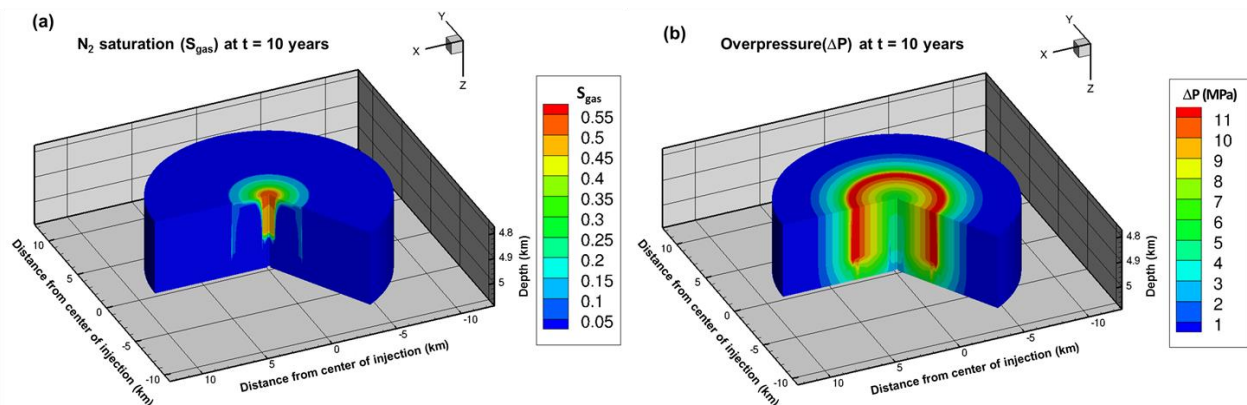 (a)
N₂ saturation (S_gas) at t = 10 years
Y
X
Z
S_gas
0.55
0.5
0.45
0.4
0.35
0.3
0.25
0.2
0.15
0.1
0.05
4.8
4.9
5
Depth (km)
10
5
0
-5
-10
Distance from center of injection (km)
10
5
0
-5
-10
Distance from center of injection (km)
(b)
Overpressure(ΔP) at t = 10 years
Y
X
Z
ΔP (MPa)
11
10
9
8
7
6
5
4
3
2
1
4.8
4.9
5
Depth (km)
10
5
0
-5
-10
Distance from center of injection (km)
10
5
0
-5
-10
Distance from center of injection (km)